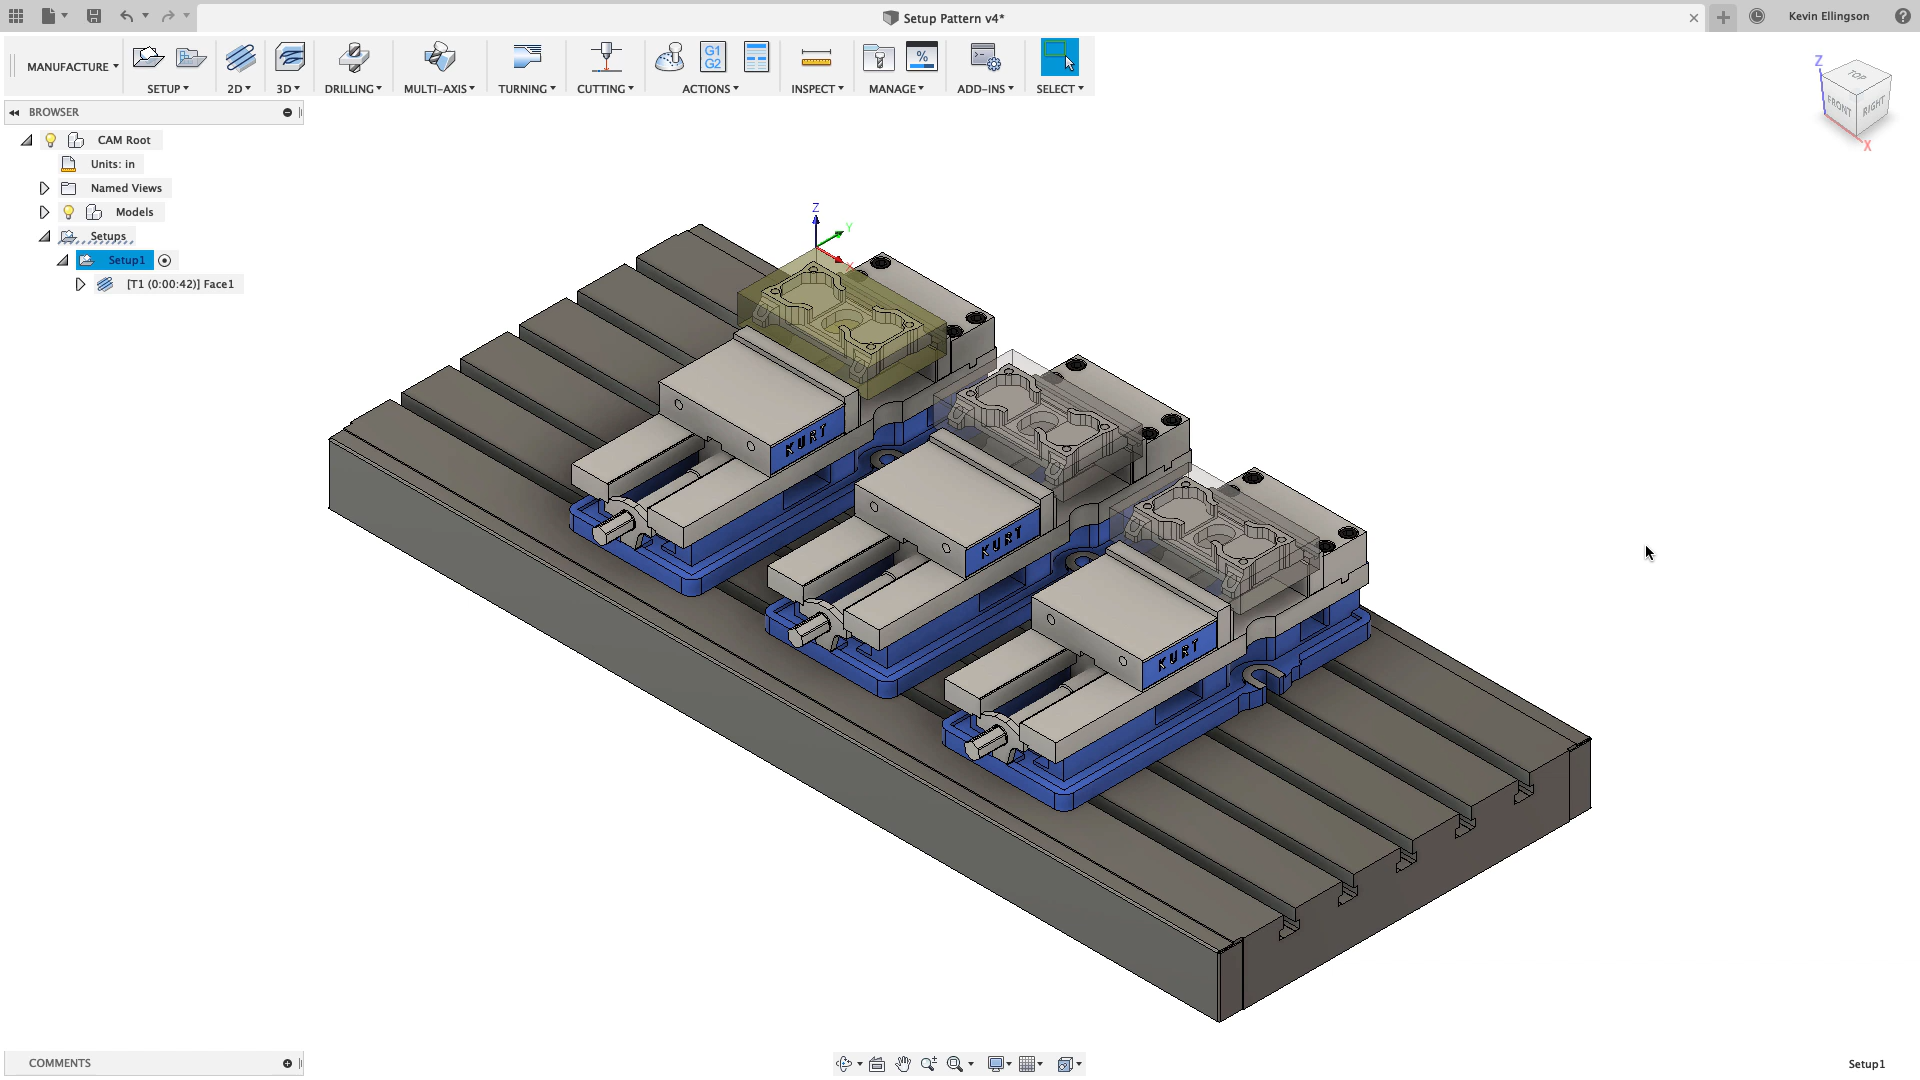 Setup Pattern v4*
Kevin Ellingson
MANUFACTURE
SETUP
2D
3D
DRILLING
MULTI-AXIS
TURNING
CUTTING
G1
G2
ACTIONS
INSPECT
%
MANAGE
ADD-INS
SELECT
BROWSER
CAM Root
Units: in
Named Views
Models
Setups
Setup1
[T1 (0:00:42)] Face1
Z
TOP
FRONT
RIGHT
X
Z
Y
X
KURT
KURT
KURT
COMMENTS
Setup1